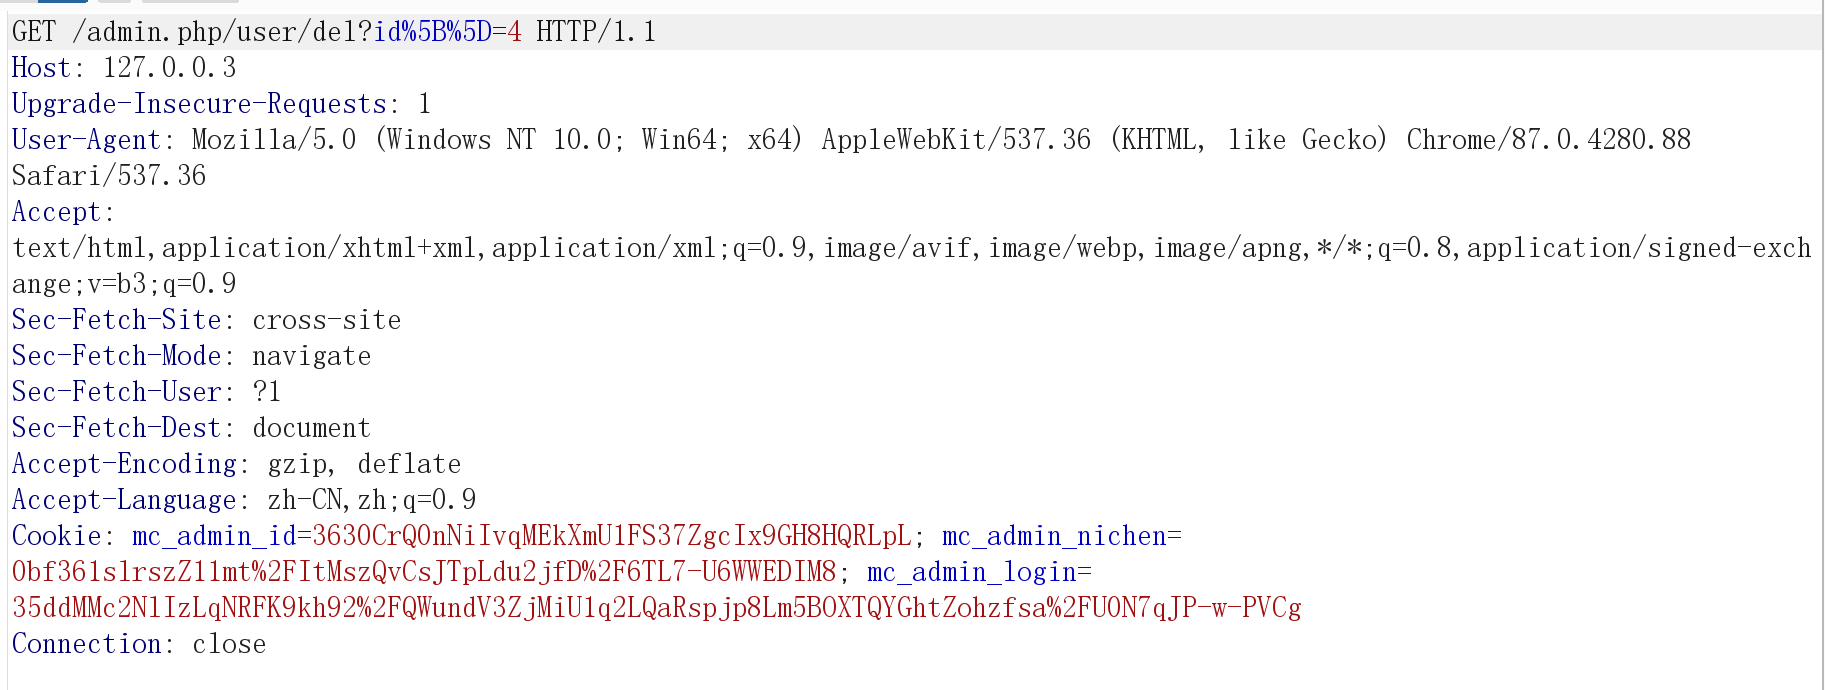 GET /admin.php/user/del?id%5B%5D=4 HTTP/1.1
Host: 127.0.0.3
Upgrade-Insecure-Requests: 1
User-Agent: Mozilla/5.0 (Windows NT 10.0; Win64; x64) AppleWebKit/537.36 (KHTML, like Gecko) Chrome/87.0.4280.88
Safari/537.36
Accept:
text/html,application/xhtml+xml,application/xml;q=0.9,image/avif,image/webp,image/apng,*/*;q=0.8,application/signed-exch
ange;v=b3;q=0.9
Sec-Fetch-Site: cross-site
Sec-Fetch-Mode: navigate
Sec-Fetch-User: ?1
Sec-Fetch-Dest: document
Accept-Encoding: gzip, deflate
Accept-Language: zh-CN,zh;q=0.9
Cookie: mc_admin_id=3630CrQ0nNiIvqMEkXmU1FS37ZgcIx9GH8HQRLpL; mc_admin_nichen=
0bf361slrszZ11mt%2FItMszQvCsJTpLdu2jfD%2F6TL7-U6WWEDIM8; mc_admin_login=
35ddMMc2NlIzLqNRFK9kh92%2FQWundV3ZjMiU1q2LQaRspjp8Lm5BOXTQYGhtZohzfsa%2FU0N7qJP-w-PVCg
Connection: close